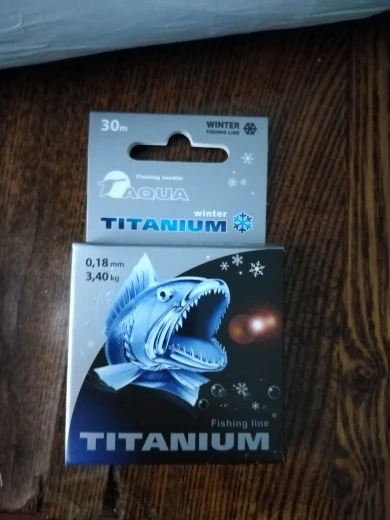 30m
WINTER
FISHING LINE
Fishing tackle
AQUA
winter
TITANIUM
0,18 mm
3,40 kg
Fishing line
TITANIUM